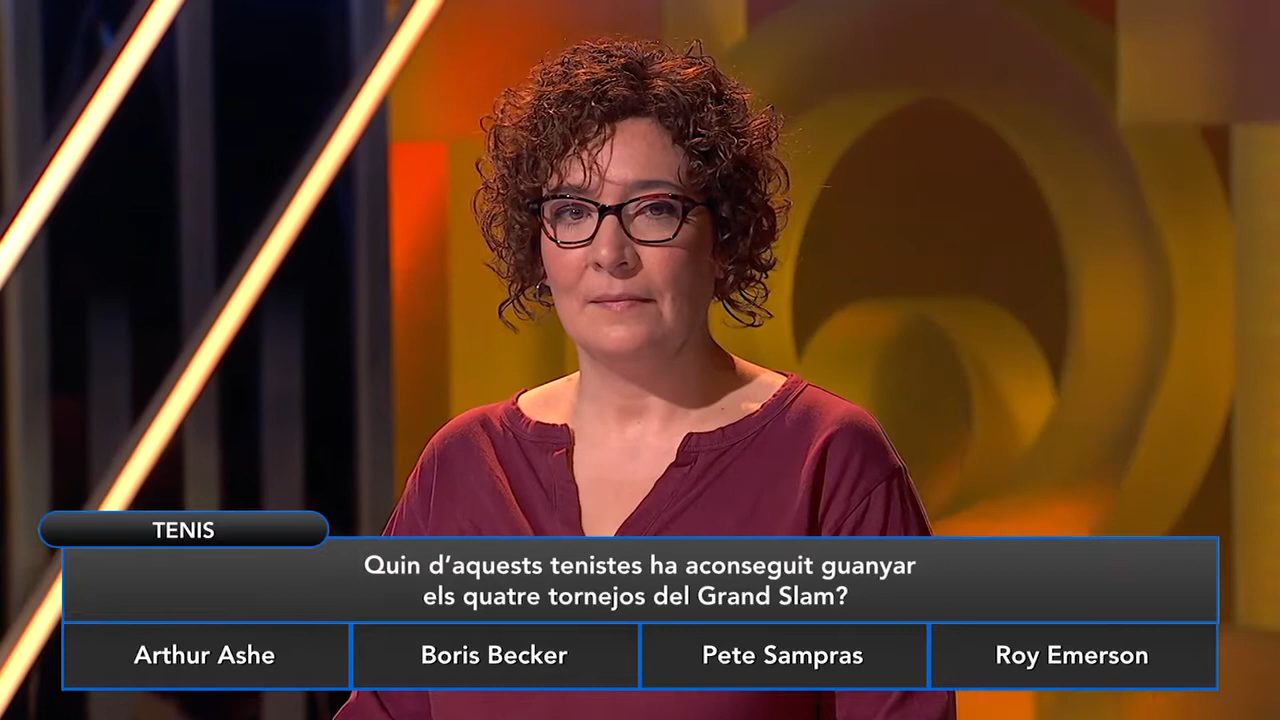 TENIS
Quin d'aquests tenistes ha aconseguit guanyar
els quatre tornejos del Grand Slam?
Arthur Ashe
Boris Becker
Pete Sampras
Roy Emerson